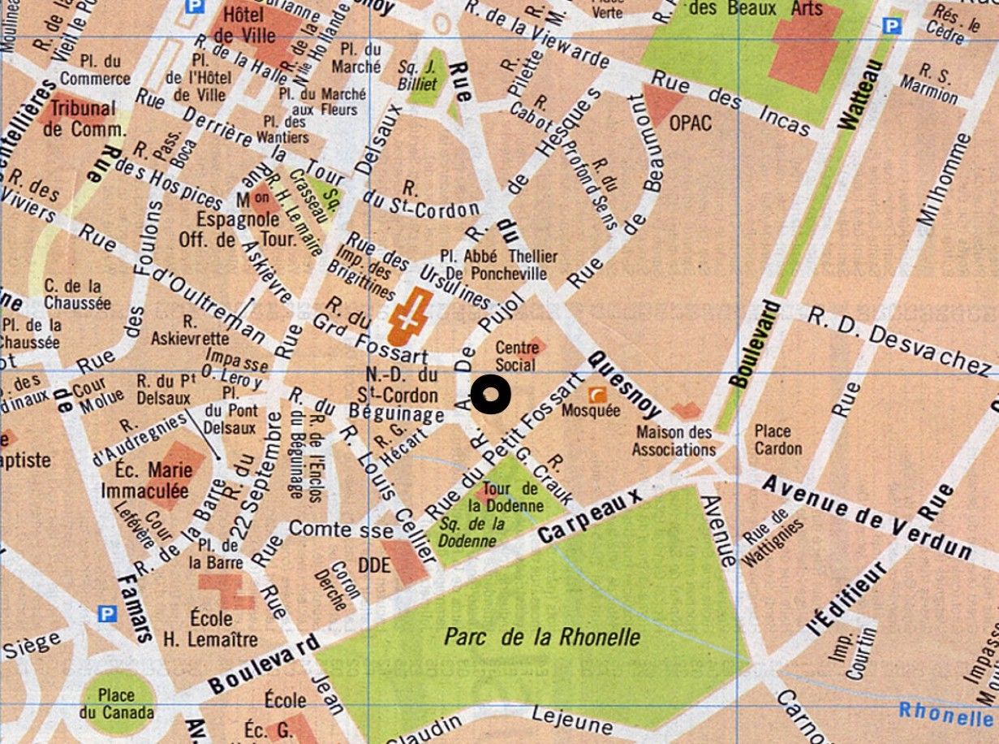 P
Hôtel
de Ville
R. de la Halle
Pl. du
Commerce
Pl.
de l'Hôtel
de Ville
Pl. du
Marché
Sq. J.
Billiet
Rue
R. de la Viewarde
R.
Pilette
R.
Cabot
Rue des Incas
des Beaux Arts
P
Rés. le
Cèdre
R. S.
Marmion
Watteau
OPAC
Tribunal
de Comm.
Rue
Derrière
la
Tour
Pl. du Marché
aux Fleurs
Pl. des
Wantiers
Delsaux
Rue
R.
des Hospices
Pass.
Boca
R. des
Viviers
Mon
Espagnole
Off. de Tour.
R. H. Lemaire
Crasseau
Sq.
R.
du St-Cordon
R. de Hesques
R. du
Profond Sens
Rue de Beaumont
Milhomme
Rue
d'Oultreman
Foulons
des
Rue
Askièvre
Rue des
Ursulines
Imp. des
Brigittines
Pl. Abbé Thellier
De Poncheville
du
C. de la
Chaussée
Pl. de la
Chaussée
R.
Askievrette
R. du
Grd Fossart
A. De Pujol
R.
Centre
Social
Quesnoy
Boulevard
R. D. Desvachez
Impasse
O. Leroy
Rue
N.-D. du
St-Cordon
Mosquée
Maison des
Associations
Place
Cardon
Rue
Cour
Molue
R. du Pt
Delsaux
Pl.
du Pont
Delsaux
R. du
Béguinage
R. G.
Hécart
Rue du Petit Fossart
R.
G. Crauk
de
R.
d'Audregnies
Éc. Marie
Immaculée
R. du
22 Septembre
R.
du Béguinage
R. de l'Enclos
R. Louis
Cellier
Tour de
la Dodenne
Sq. de la
Dodenne
Carpeaux
Avenue de Verdun
Avenue
Rue de
Wattignies
Rue
l'Édifieur
Cour
Lefévère
R. de la Barre
Pl. de
la Barre
Rue
Comtesse
DDE
Coron
Derche
Famars
P
École
H. Lemaître
Rue
Parc de la Rhonelle
Imp.
Courtin
Siège
Boulevard
Place
du Canada
École
Éc. G.
Jean
Av.
Claudin
Lejeune
Rhonelle